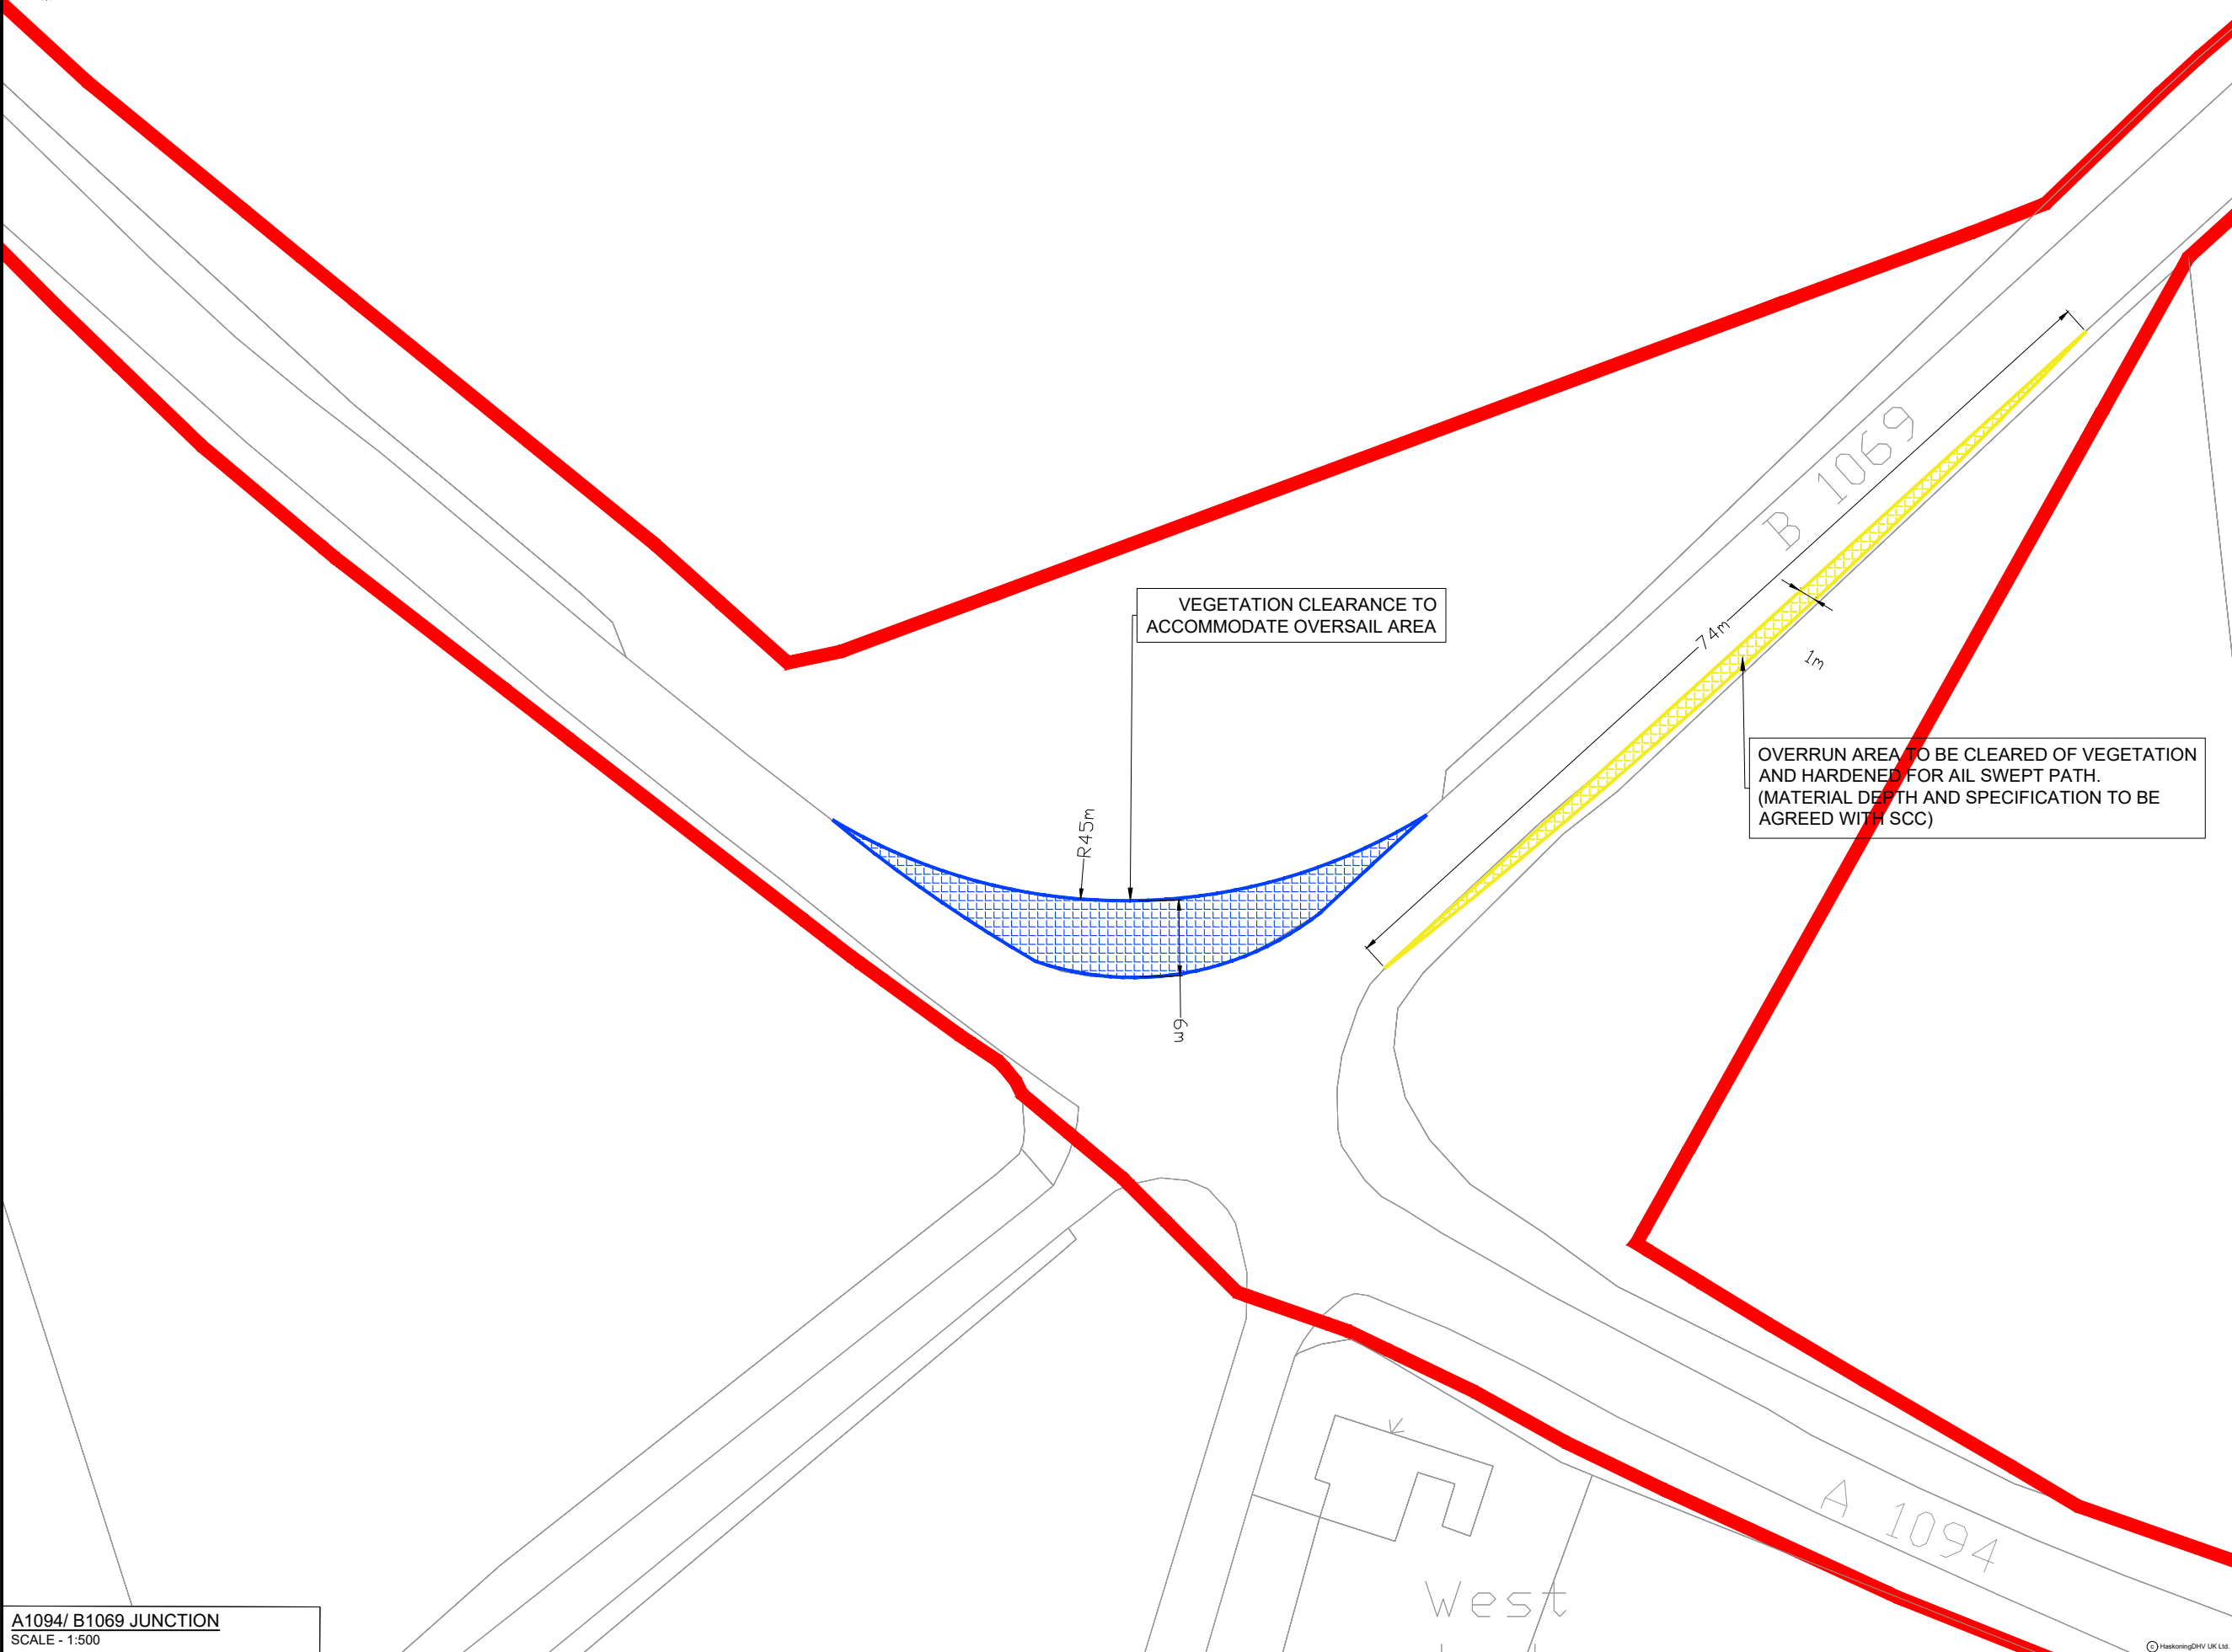 B 1069
VEGETATION CLEARANCE TO
ACCOMMODATE OVERSAIL AREA
74m
1m
OVERRUN AREA TO BE CLEARED OF VEGETATION
AND HARDENED FOR AIL SWEPT PATH.
(MATERIAL DEPTH AND SPECIFICATION TO BE
AGREED WITH SCC)
R45m
6m
A 1094
West
A1094/ B1069 JUNCTION
SCALE - 1:500
© HaskoningDHV UK Ltd.